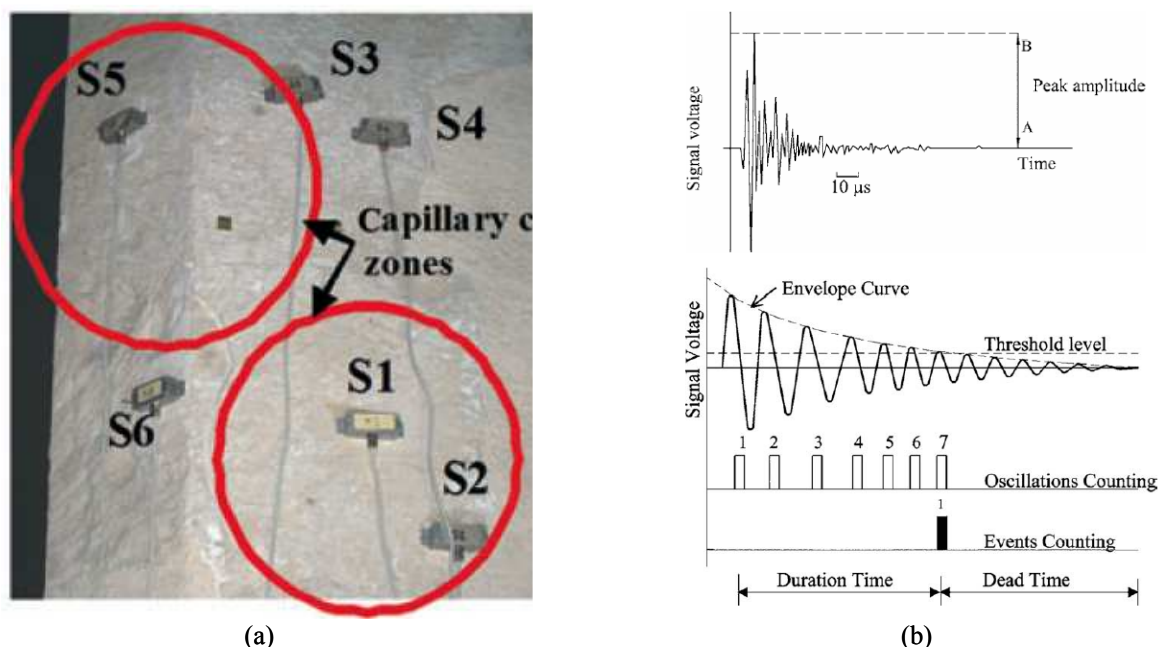 S5
S3
S4
Capillary c
zones
S1
S6
S2
(a)
B
Peak amplitude
A
Signal voltage
Time
10 μs
Envelope Curve
Threshold level
Signal Voltage
1 2 3 4 5 6 7
Oscillations Counting
1
Events Counting
Duration Time
Dead Time
(b)